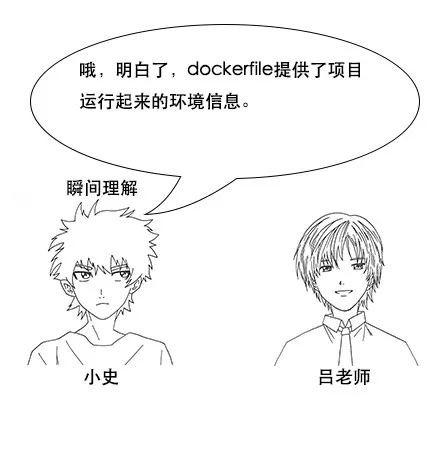 哦，明白了，dockerfile提供了项目
运行起来的环境信息。
瞬间理解
小史
吕老师